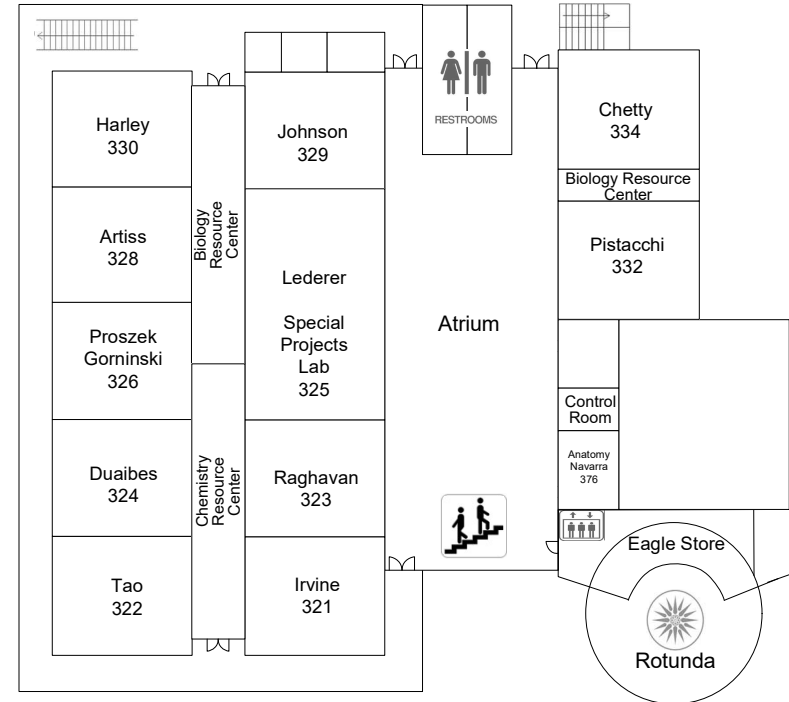 RESTROOMS
Harley
330
Johnson
329
Chetty
334
Biology Resource
Center
Artiss
328
Biology
Resource
Center
Pistacchi
332
Lederer
Special
Projects
Lab
325
Atrium
Proszek
Gorninski
326
Control
Room
Duaibes
324
Chemistry
Resource
Center
Raghavan
323
Anatomy
Navarra
376
Eagle Store
Tao
322
Irvine
321
Rotunda